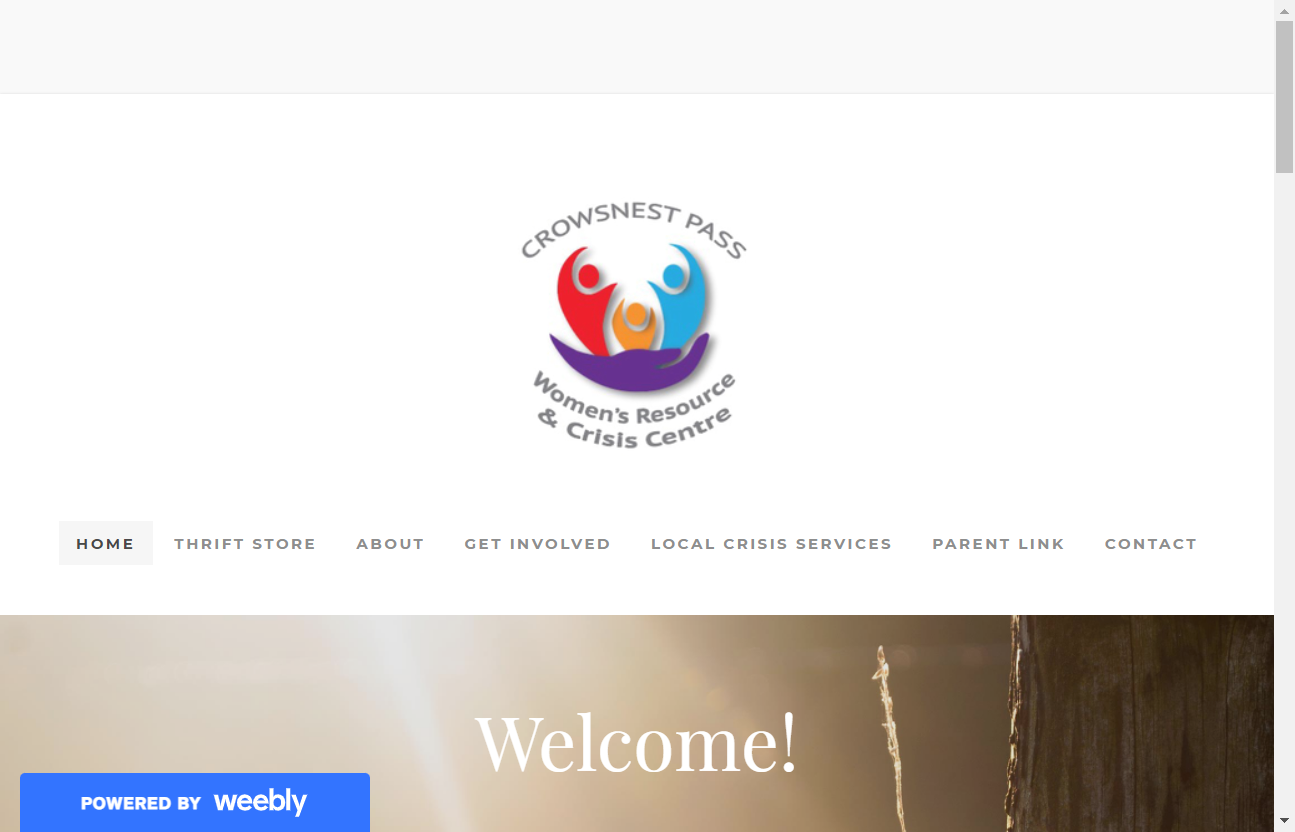 CROWSNEST PASS
Women's Resource
& Crisis Centre
HOME THRIFT STORE ABOUT GET INVOLVED LOCAL CRISIS SERVICES PARENT LINK CONTACT
Welcome!
POWERED BY weebly